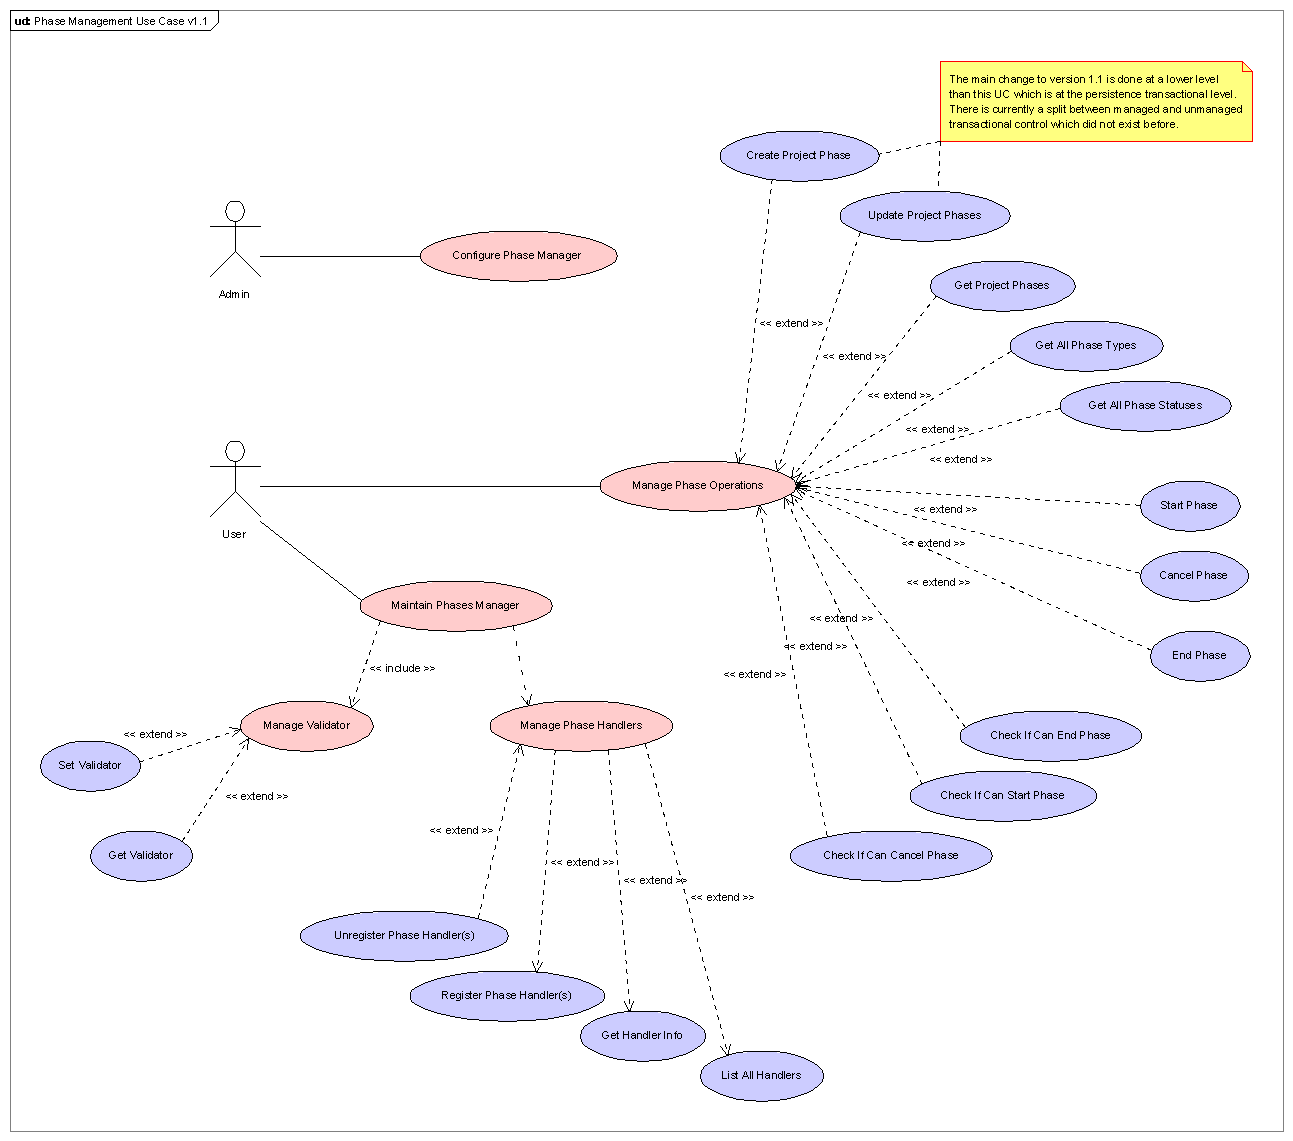 ud: Phase Management Use Case v1.1
The main change to version 1.1 is done at a lower level
than this UC which is at the persistence transactional level.
There is currently a split between managed and unmanaged
transactional control which did not exist before.
Create Project Phase
Update Project Phases
Configure Phase Manager
Admin
Get Project Phases
<< extend >>
Get All Phase Types
<< extend >>
<< extend >>
Get All Phase Statuses
<< extend >>
<< extend >>
User
Manage Phase Operations
Start Phase
<< extend >>
<< extend >>
Cancel Phase
<< extend >>
Maintain Phases Manager
<< extend >>
<< extend >>
End Phase
<< include >>
<< extend >>
Manage Validator
Manage Phase Handlers
<< extend >>
Check If Can End Phase
Set Validator
<< extend >>
Check If Can Start Phase
<< extend >>
Get Validator
Check If Can Cancel Phase
<< extend >>
<< extend >>
<< extend >>
Unregister Phase Handler(s)
Register Phase Handler(s)
Get Handler Info
List All Handlers